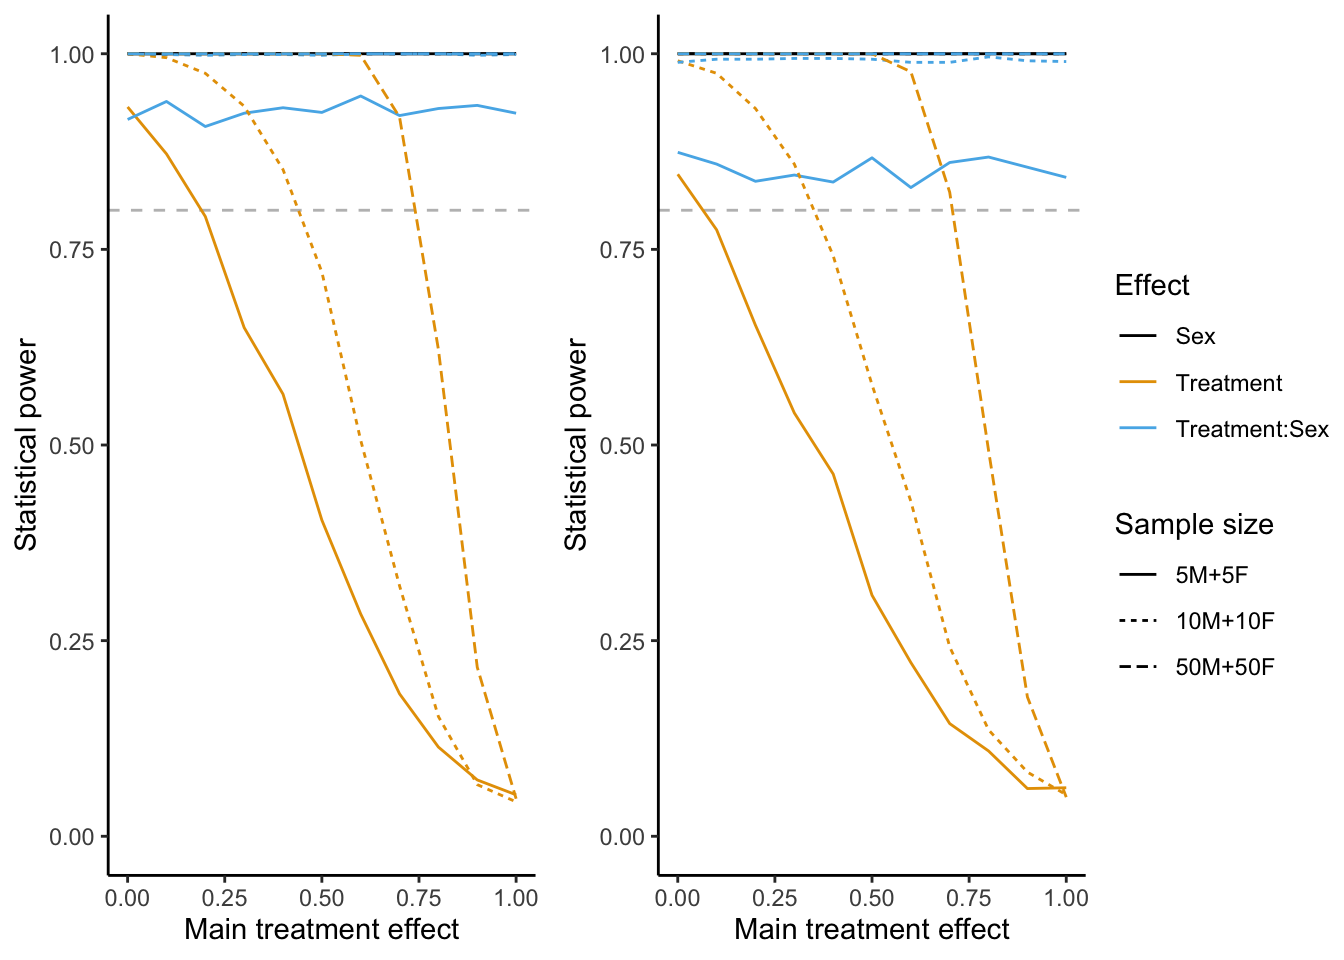 1.00
0.75
0.50
0.25
0.00
Statistical power
0.00 0.25 0.50 0.75 1.00
Main treatment effect
1.00
0.75
0.50
0.25
0.00
Statistical power
0.00 0.25 0.50 0.75 1.00
Main treatment effect
Effect
Sex
Treatment
Treatment:Sex
Sample size
5M+5F
10M+10F
50M+50F